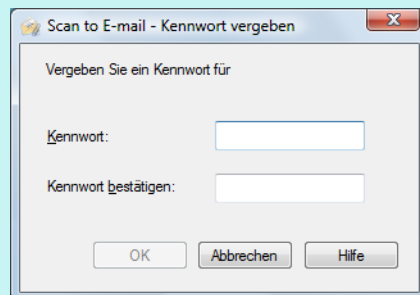 Scan to E-mail - Kennwort vergeben
Vergeben Sie ein Kennwort für
Kennwort:
Kennwort bestätigen:
OK Abbrechen Hilfe